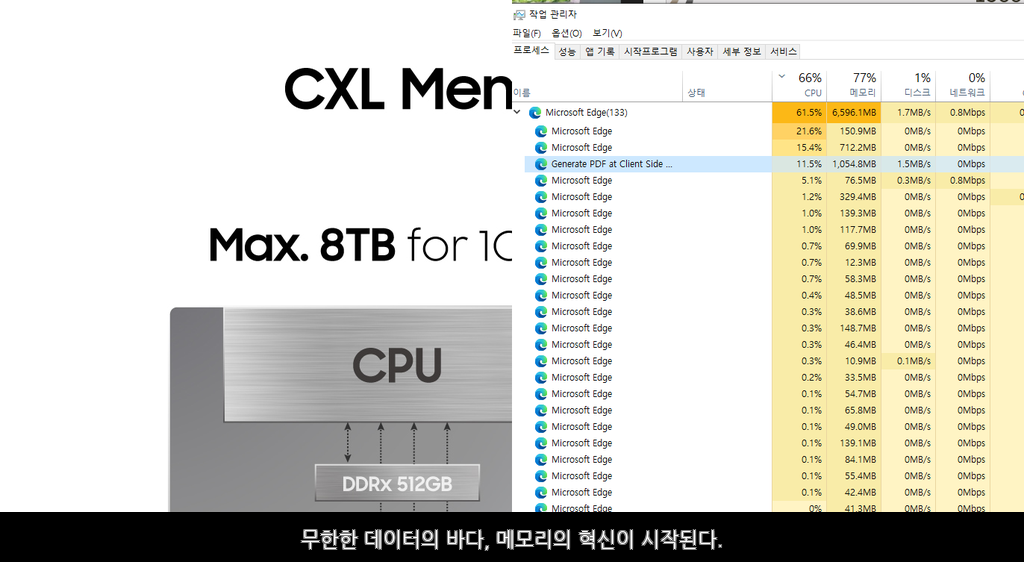 CXL Mem
Max. 8TB for 1C
CPU
DDRx 512GB
작업 관리자
파일(F) 옵션(O) 보기(V)
프로세스 성능 앱 기록 시작프로그램 사용자 세부 정보 서비스
66% 77% 1% 0%
이름 상태 CPU 메모리 디스크 네트워크
Microsoft Edge(133) 61.5% 6,596.1MB 1.7MB/s 0.8Mbps 0
Microsoft Edge 21.6% 150.9MB 0MB/s 0Mbps
Microsoft Edge 15.4% 712.2MB 0MB/s 0Mbps
Generate PDF at Client Side ... 11.5% 1,054.8MB 1.5MB/s 0Mbps
Microsoft Edge 5.1% 76.5MB 0.3MB/s 0.8Mbps
Microsoft Edge 1.2% 329.4MB 0MB/s 0Mbps 0
Microsoft Edge 1.0% 139.3MB 0MB/s 0Mbps
Microsoft Edge 1.0% 117.7MB 0MB/s 0Mbps
Microsoft Edge 0.7% 69.9MB 0MB/s 0Mbps
Microsoft Edge 0.7% 12.3MB 0MB/s 0Mbps
Microsoft Edge 0.7% 58.3MB 0MB/s 0Mbps
Microsoft Edge 0.4% 48.5MB 0MB/s 0Mbps
Microsoft Edge 0.3% 38.6MB 0MB/s 0Mbps
Microsoft Edge 0.3% 148.7MB 0MB/s 0Mbps
Microsoft Edge 0.3% 46.4MB 0MB/s 0Mbps
Microsoft Edge 0.3% 10.9MB 0.1MB/s 0Mbps
Microsoft Edge 0.2% 33.5MB 0MB/s 0Mbps
Microsoft Edge 0.1% 54.7MB 0MB/s 0Mbps
Microsoft Edge 0.1% 65.8MB 0MB/s 0Mbps
Microsoft Edge 0.1% 49.0MB 0MB/s 0Mbps
Microsoft Edge 0.1% 139.1MB 0MB/s 0Mbps
Microsoft Edge 0.1% 84.1MB 0MB/s 0Mbps
Microsoft Edge 0.1% 55.4MB 0MB/s 0Mbps
Microsoft Edge 0.1% 42.4MB 0MB/s 0Mbps
Microsoft Edge 0% 41.3MB 0MB/s 0Mbps
무한한 데이터의 바다, 메모리의 혁신이 시작된다.